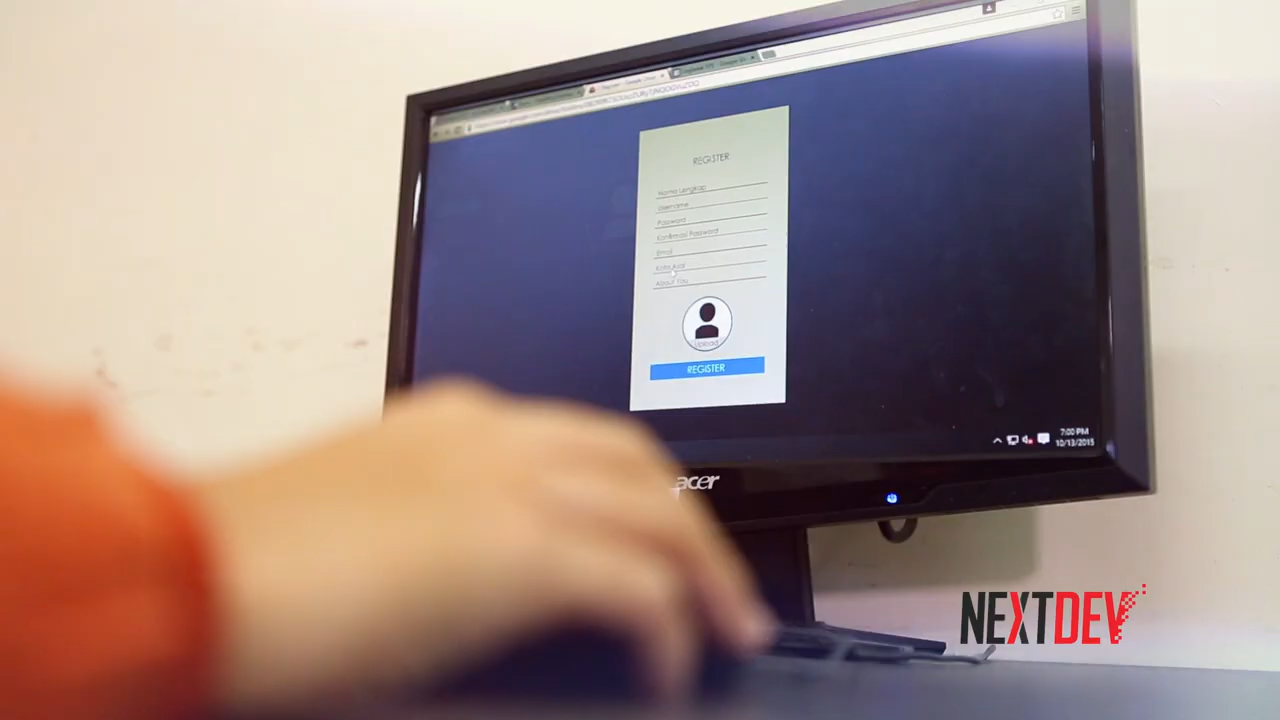 REGISTER
Nama Lengkap
Username
Password
Konfirmasi Password
Email
Kota Asal
About You
Upload
REGISTER
7:00 PM
10/13/2015
acer
NEXTDEV